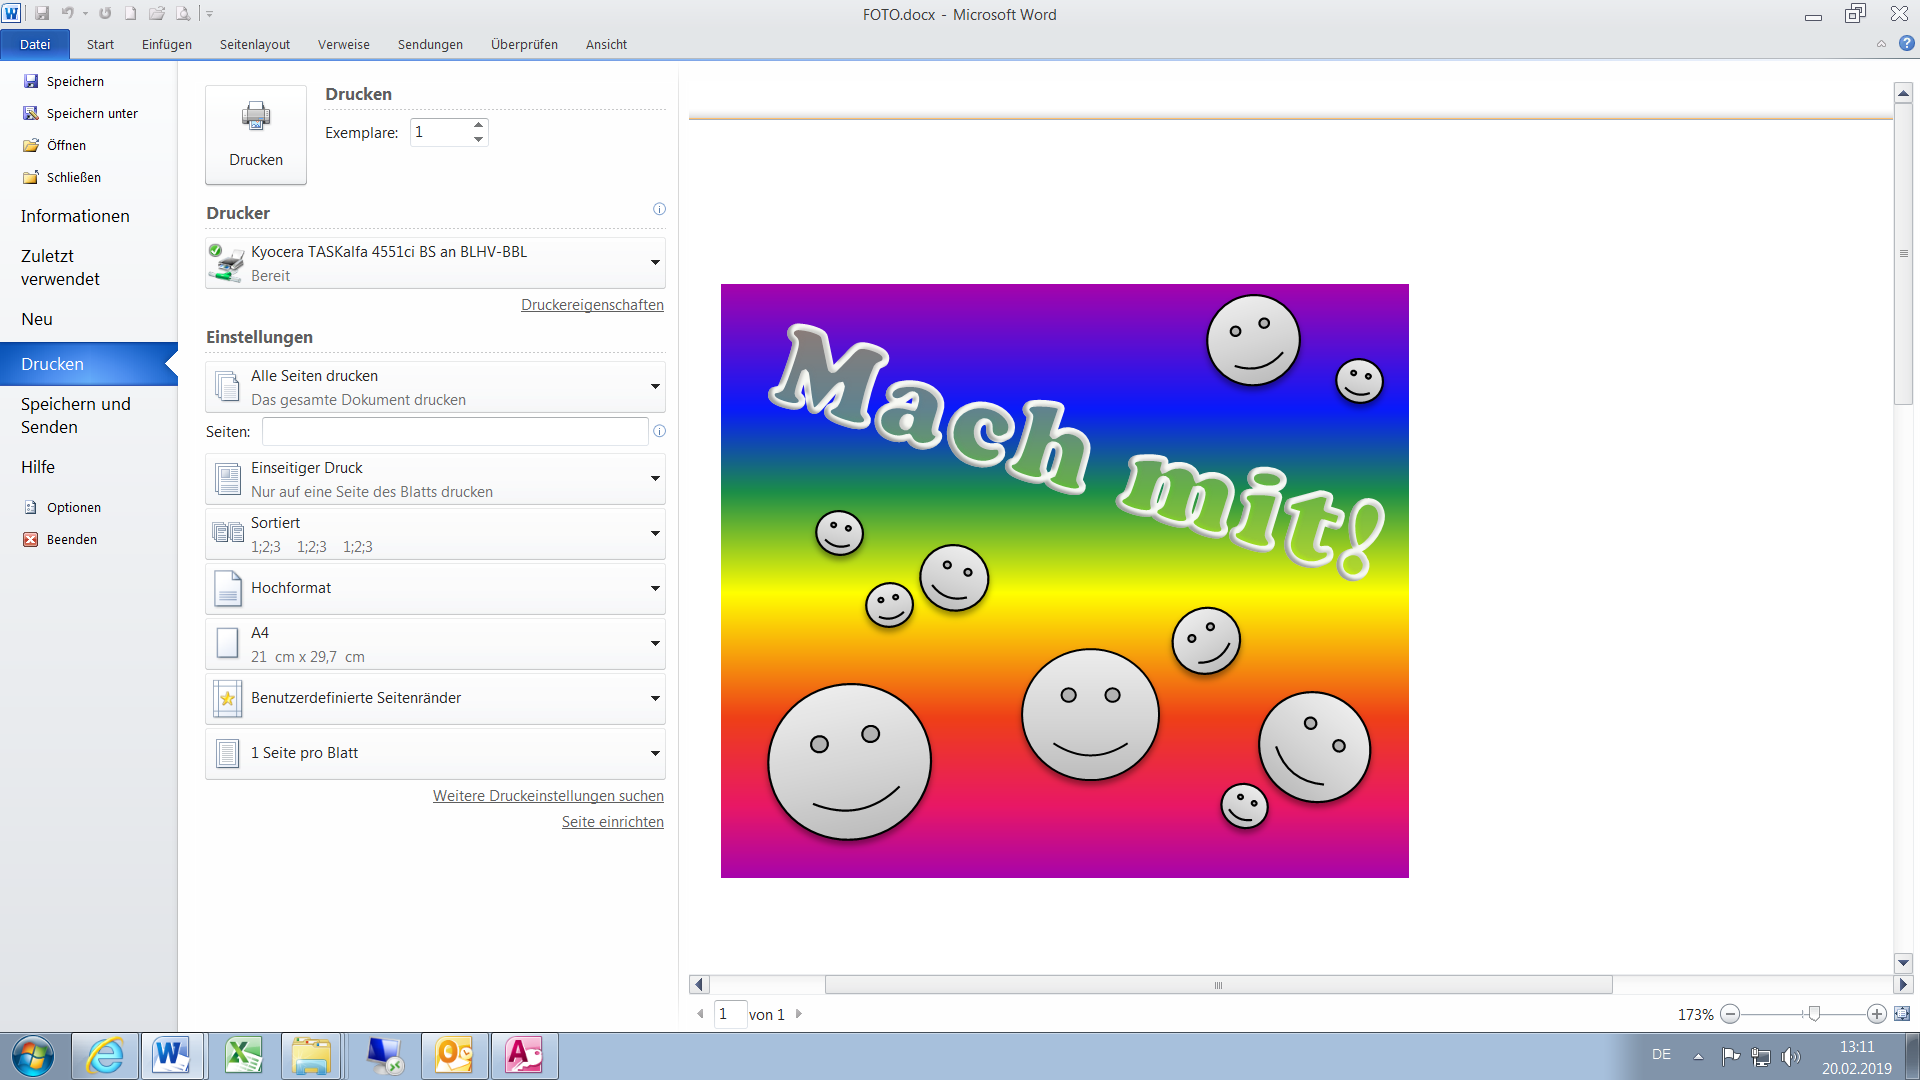 FOTO.docx - Microsoft Word
Datei Start Einfügen Seitenlayout Verweise Sendungen Überprüfen Ansicht
Speichern
Speichern unter
Öffnen
Schließen
Informationen
Zuletzt
verwendet
Neu
Drucken
Speichern und
Senden
Hilfe
Optionen
Beenden
Drucken
Drucken
Exemplare: 1
Drucker
Kyocera TASKalfa 4551ci BS an BLHV-BBL
Bereit
Druckereigenschaften
Einstellungen
Alle Seiten drucken
Das gesamte Dokument drucken
Seiten:
Einseitiger Druck
Nur auf eine Seite des Blatts drucken
Sortiert
1;2;3 1;2;3 1;2;3
Hochformat
A4
21 cm x 29,7 cm
Benutzerdefinierte Seitenränder
1 Seite pro Blatt
Weitere Druckeinstellungen suchen
Seite einrichten
Mach mit!
1 von 1
173%
DE
13:11
20.02.2019